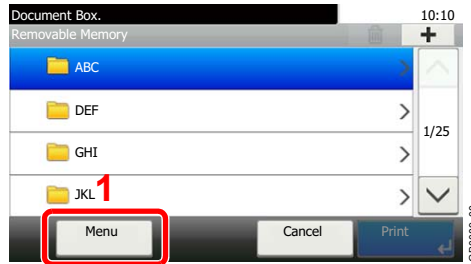 Document Box. 10:10
Removable Memory
ABC
DEF
1/25
GHI
JKL 1
Menu Cancel Print